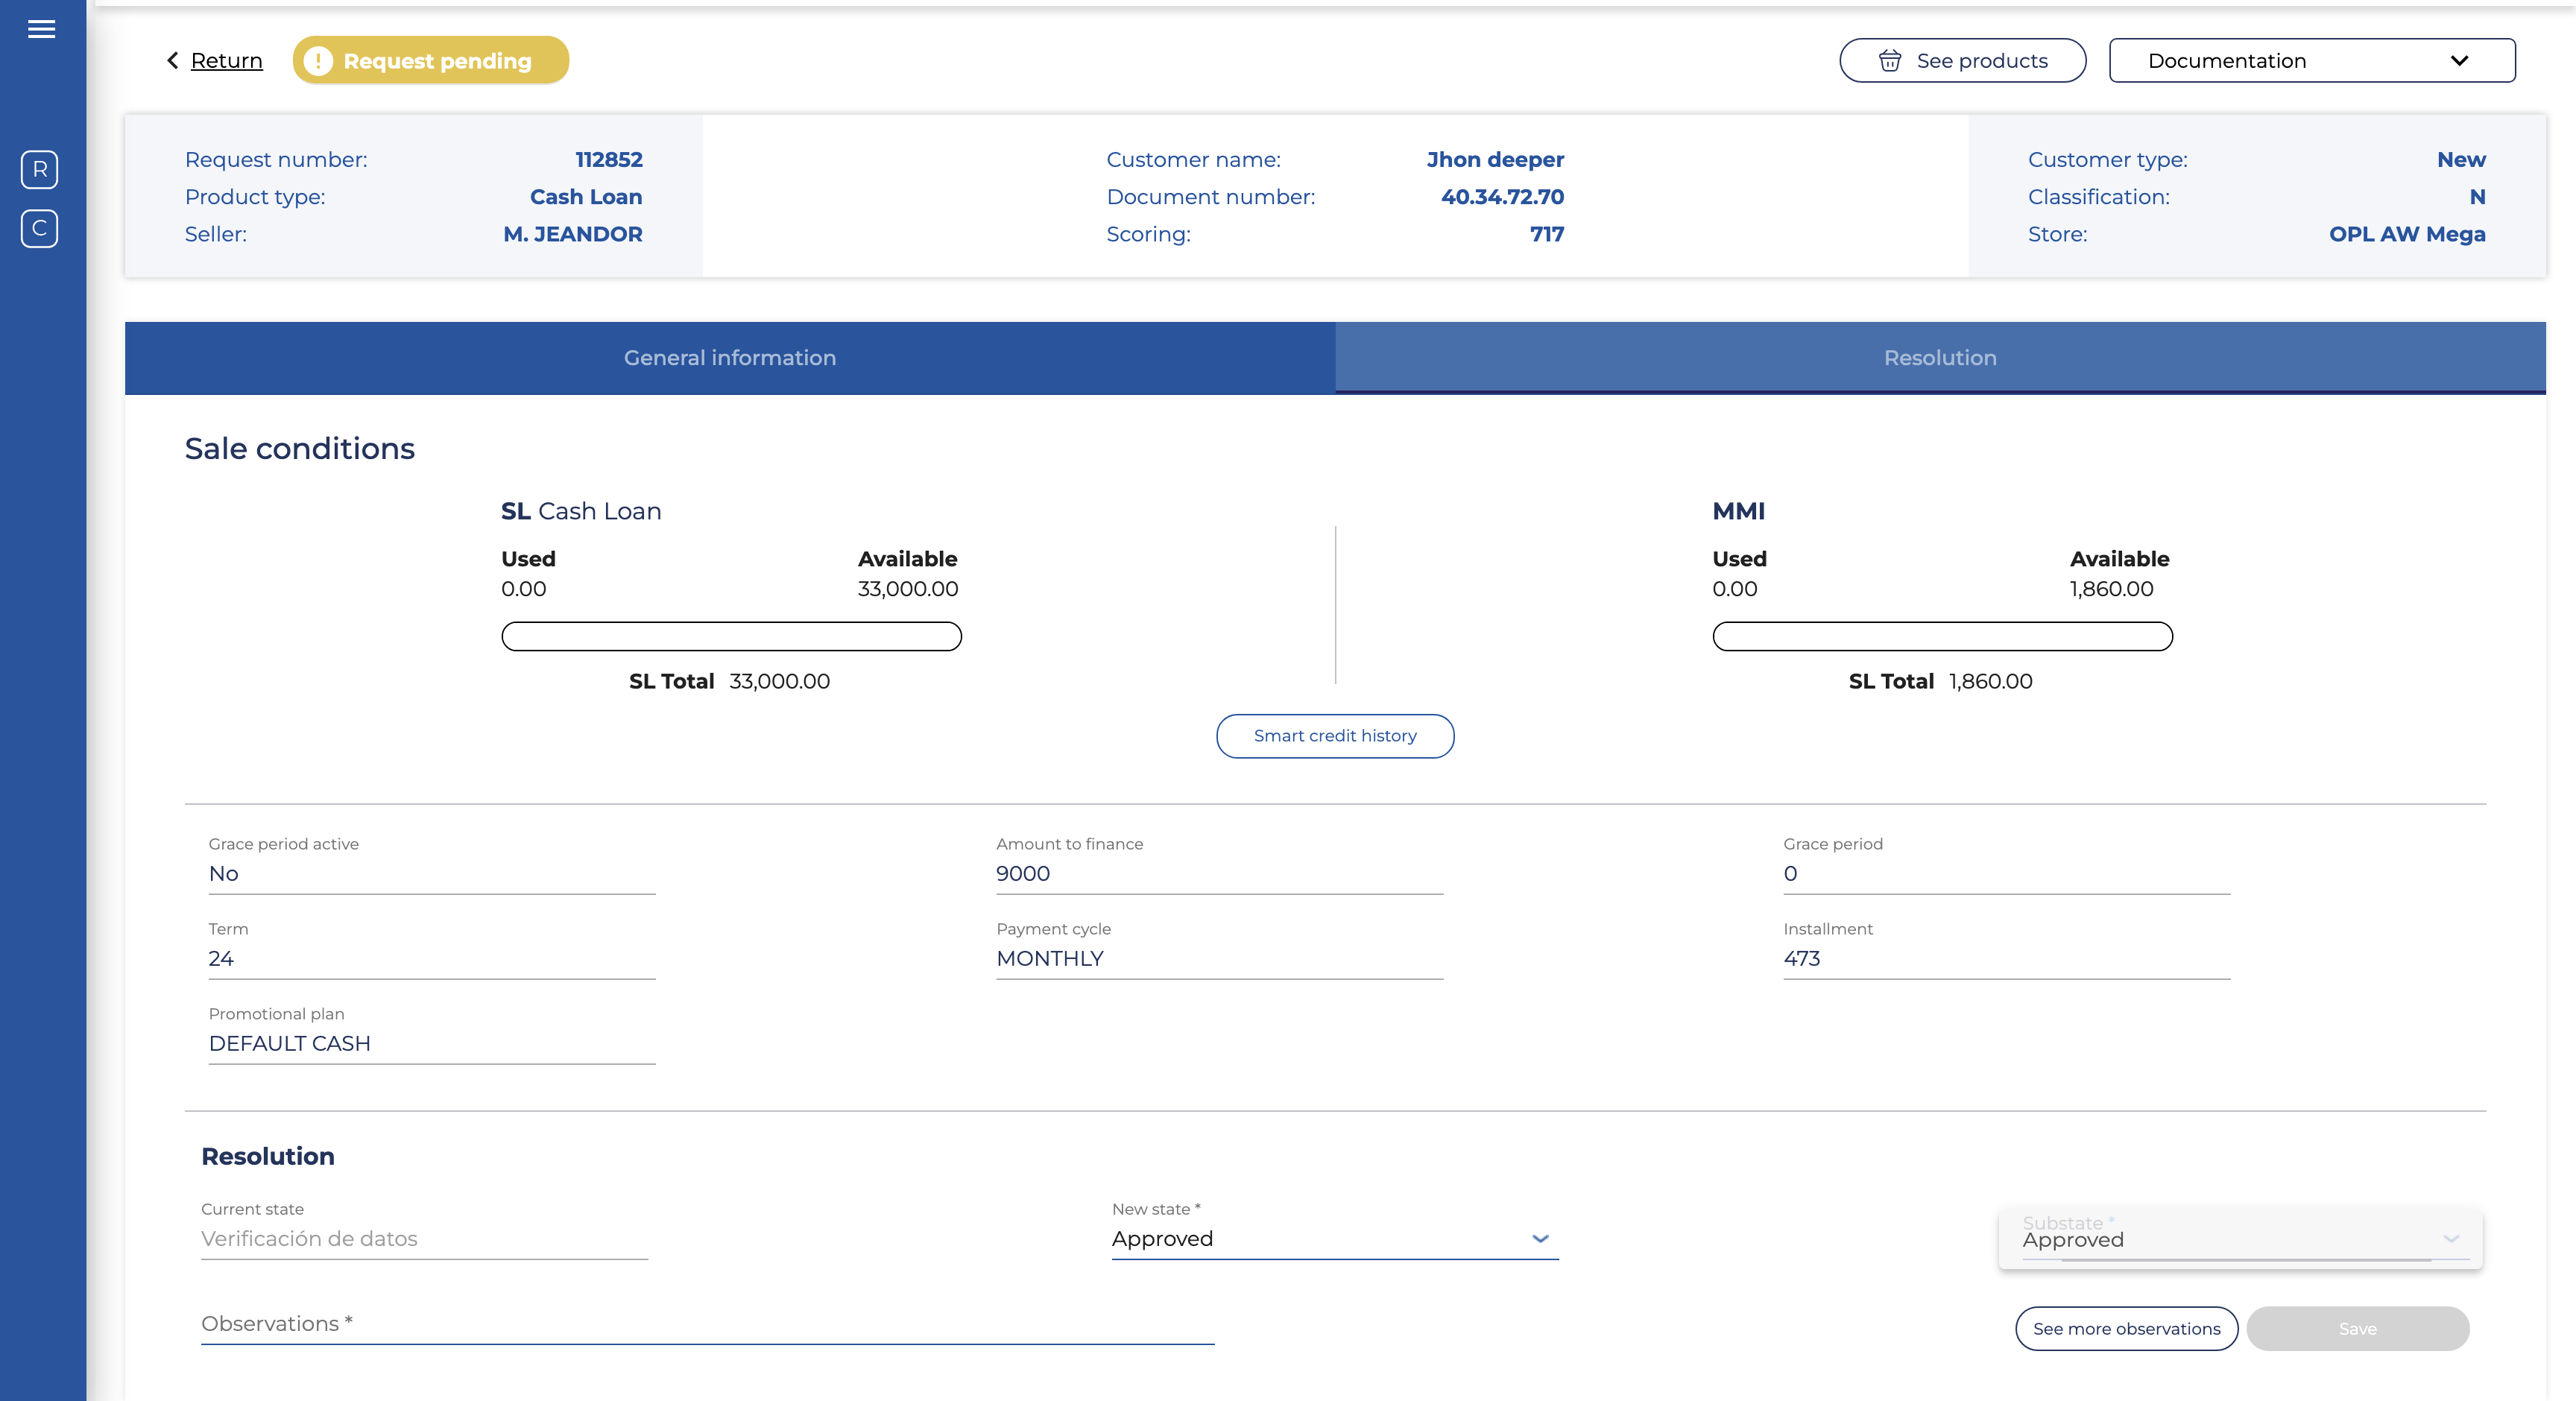 Return
Request pending
See products
Documentation
R
C
Request number: 112852
Product type: Cash Loan
Seller: M. JEANDOR
Customer name: Jhon deeper
Document number: 40.34.72.70
Scoring: 717
Customer type: New
Classification: N
Store: OPL AW Mega
General information
Resolution
Sale conditions
SL Cash Loan
Used Available
0.00 33,000.00
SL Total 33,000.00
MMI
Used Available
0.00 1,860.00
SL Total 1,860.00
Smart credit history
Grace period active
No
Amount to finance
9000
Grace period
0
Term
24
Payment cycle
MONTHLY
Installment
473
Promotional plan
DEFAULT CASH
Resolution
Current state
Verificación de datos
New state *
Approved
Substate *
Approved
Observations *
See more observations
Save